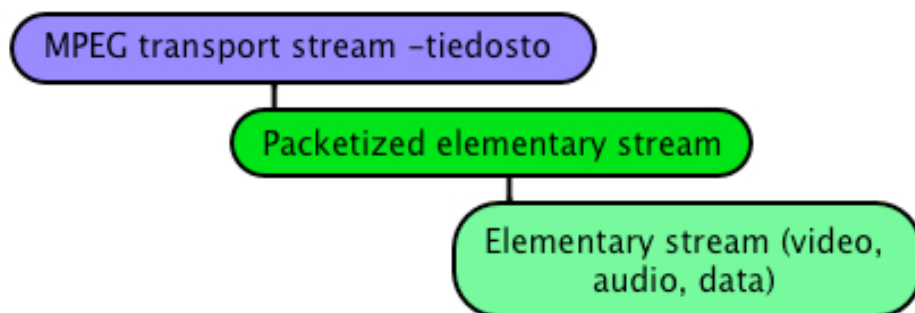 MPEG transport stream -tiedosto
Packetized elementary stream
Elementary stream (video,
audio, data)